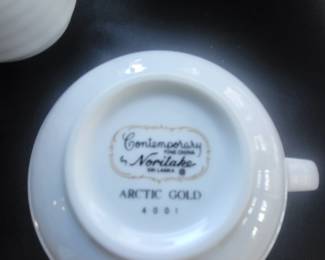 Contemporary
FINE CHINA
by Noritake
SRI LANKA
ARCTIC GOLD
4001